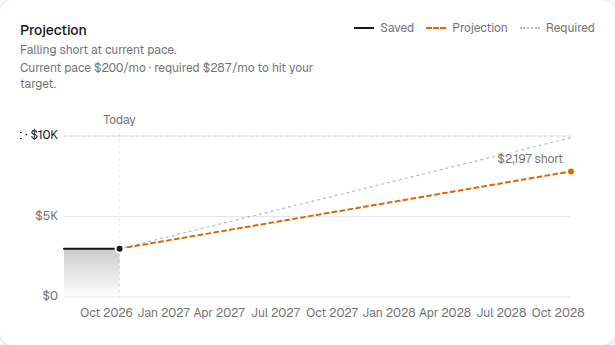 Projection
Saved
Projection
Required
Falling short at current pace.
Current pace $200/mo · required $287/mo to hit your
target.
Today
· $10K
$2,197 short
$5K
$0
Oct 2026 Jan 2027 Apr 2027 Jul 2027 Oct 2027 Jan 2028 Apr 2028 Jul 2028 Oct 2028